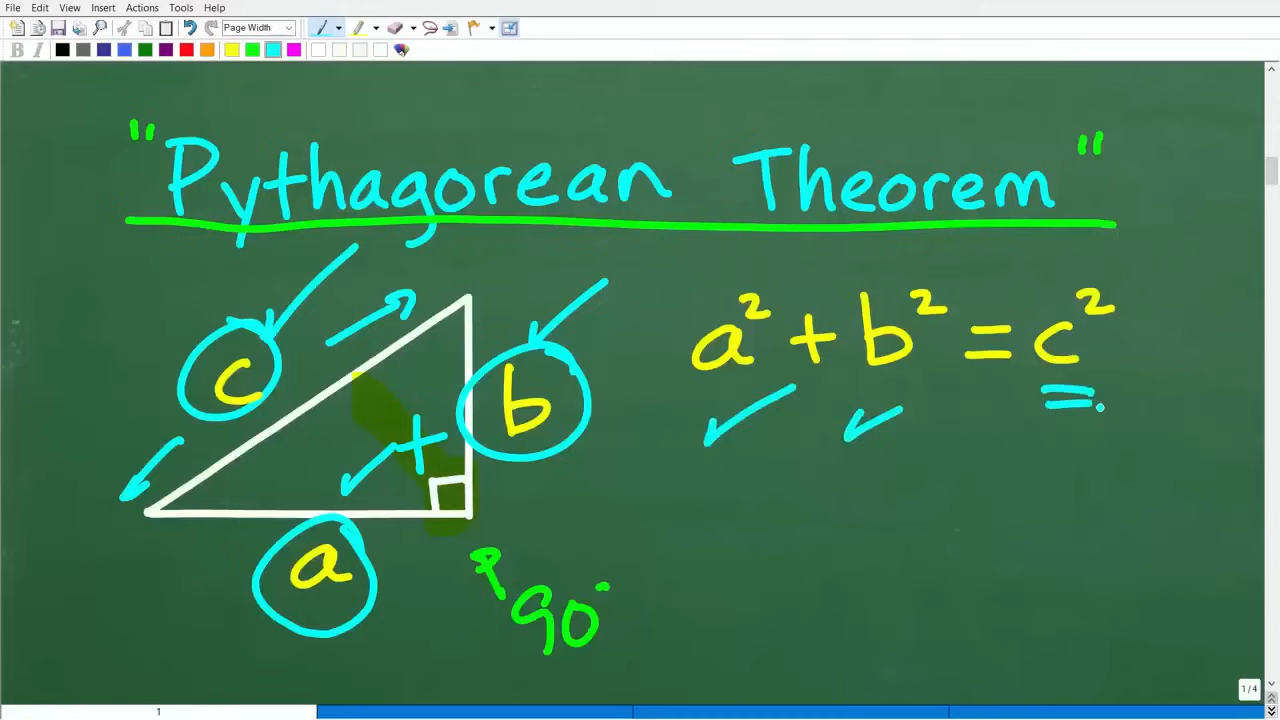 File Edit View Insert Actions Tools Help
Page Width
B I
"Pythagorean Theorem"
a² + b² = c²
c
b
+
a
90°
1/4
1